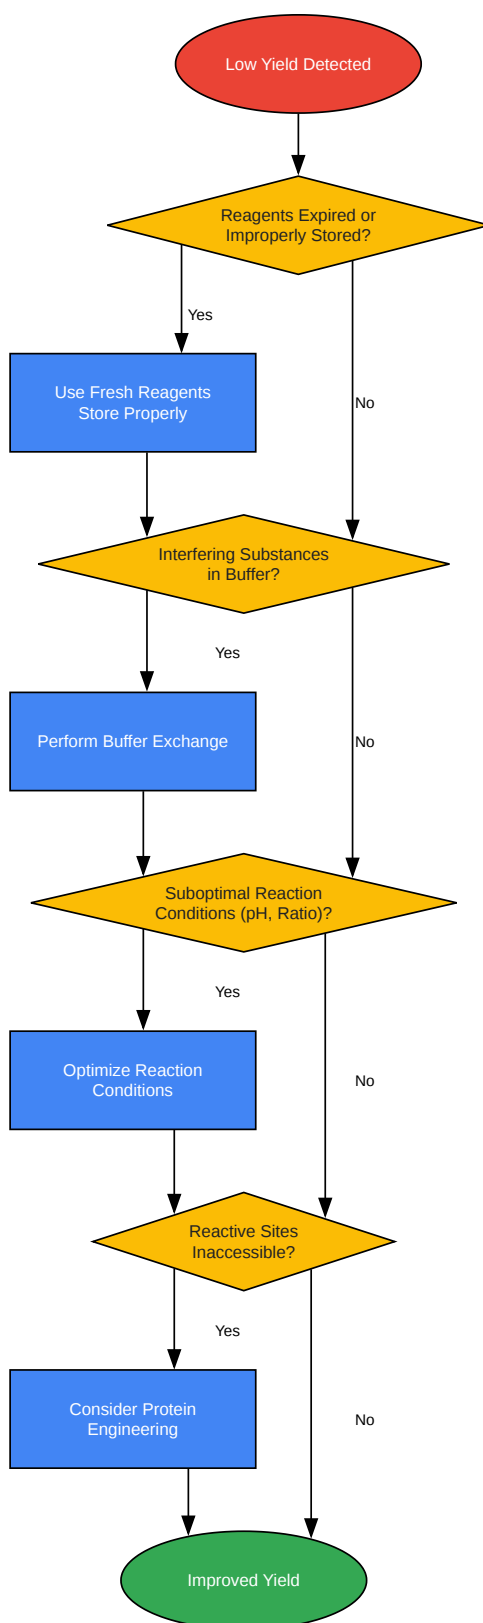 Low Yield Detected
Reagents Expired or
Improperly Stored?
Yes
Use Fresh Reagents
Store Properly
No
Interfering Substances
in Buffer?
Yes
Perform Buffer Exchange
No
Suboptimal Reaction
Conditions (pH, Ratio)?
Yes
Optimize Reaction
Conditions
No
Reactive Sites
Inaccessible?
Yes
Consider Protein
Engineering
No
Improved Yield